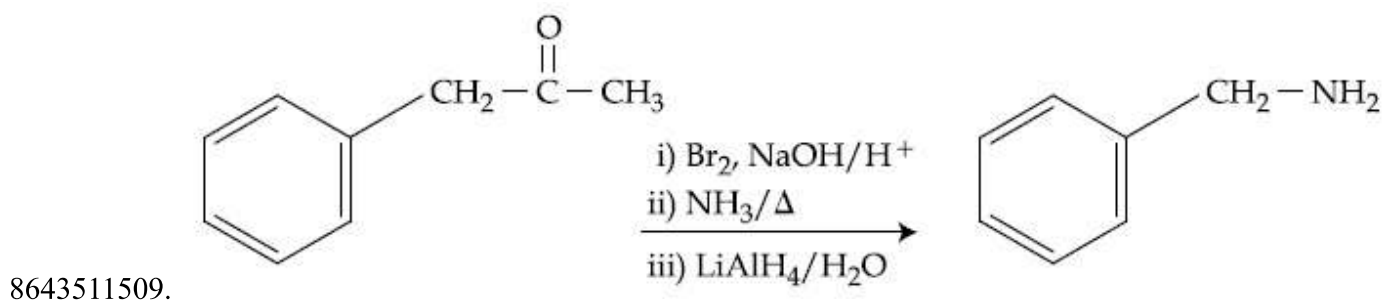 O
CH₂–C–CH₃
CH₂–NH₂
i) Br₂, NaOH/H⁺
ii) NH₃/Δ
iii) LiAlH₄/H₂O
8643511509.